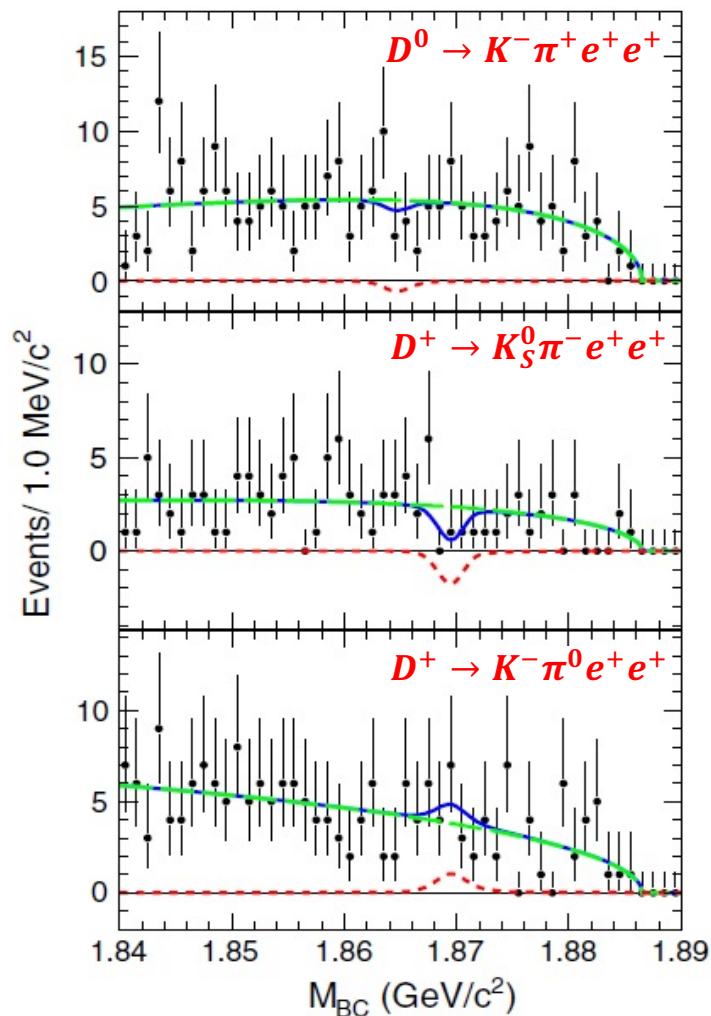 D⁰ → K⁻π⁺e⁺e⁺
15
10
5
0
D⁺ → K_S⁰π⁻e⁺e⁺
10
5
0
D⁺ → K⁻π⁰e⁺e⁺
10
5
0
Events/ 1.0 MeV/c²
1.84 1.85 1.86 1.87 1.88 1.89
M_BC (GeV/c²)